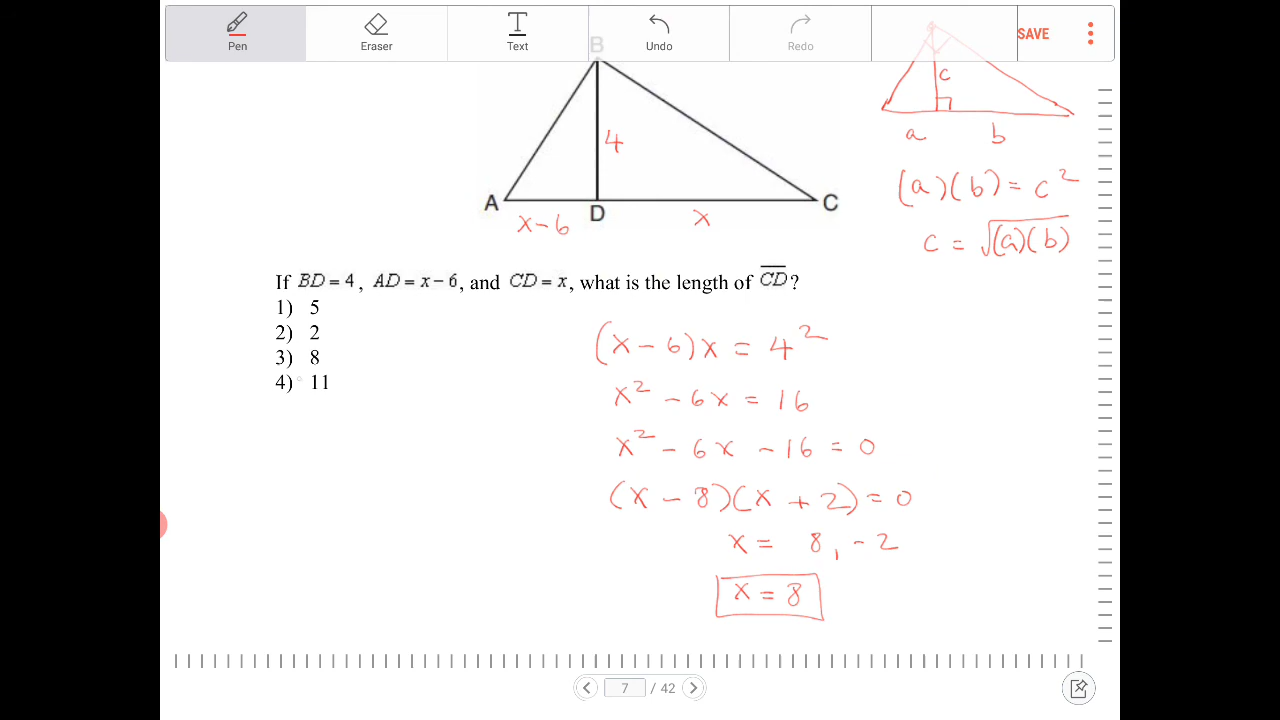 Pen
Eraser
Text
Undo
Redo
SAVE
B
4
A
D
C
x-6
x
c
a
b
(a)(b) = c²
c = √(a)(b)
If BD = 4, AD = x − 6, and CD = x, what is the length of C̅D̅?
1) 5
2) 2
3) 8
4) 11
(x - 6)x = 4²
x² - 6x = 16
x² - 6x - 16 = 0
(x - 8)(x + 2) = 0
x = 8, -2
x = 8
7 / 42